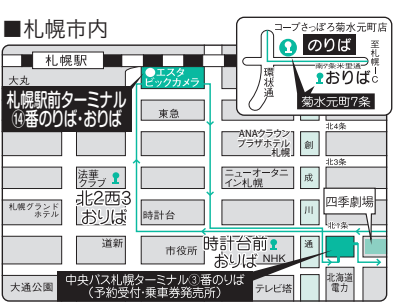 ■札幌市内
コープさっぽろ菊水元町店
のりば
至札幌IC
環状通
南7条米里通
おりば
菊水元町7条
札幌駅
大丸
エスタ
ビックカメラ
札幌駅前ターミナル
⑭番のりば・おりば
東急
北4条
ANAクラウン
プラザホテル
札幌
創成川通
北3条
法華
クラブ
ニューオータニ
イン札幌
北2西3
おりば
四季劇場
札幌グランド
ホテル
時計台
北1条
道新
市役所
時計台前
おりば
NHK
中央バス札幌ターミナル③番のりば
(予約受付・乗車券発売所)
大通公園
テレビ塔
北海道
電力